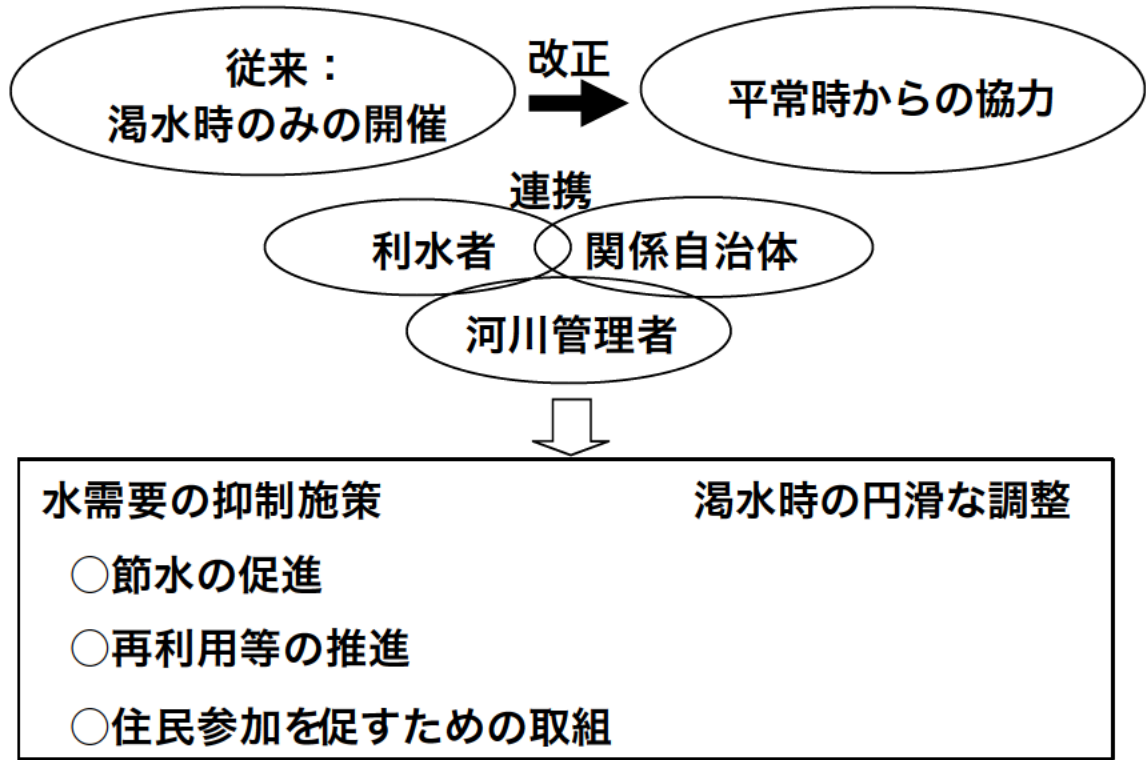 従来：
渇水時のみの開催
改正
平常時からの協力
連携
利水者
関係自治体
河川管理者
水需要の抑制施策
渇水時の円滑な調整
○節水の促進
○再利用等の推進
○住民参加を促すための取組